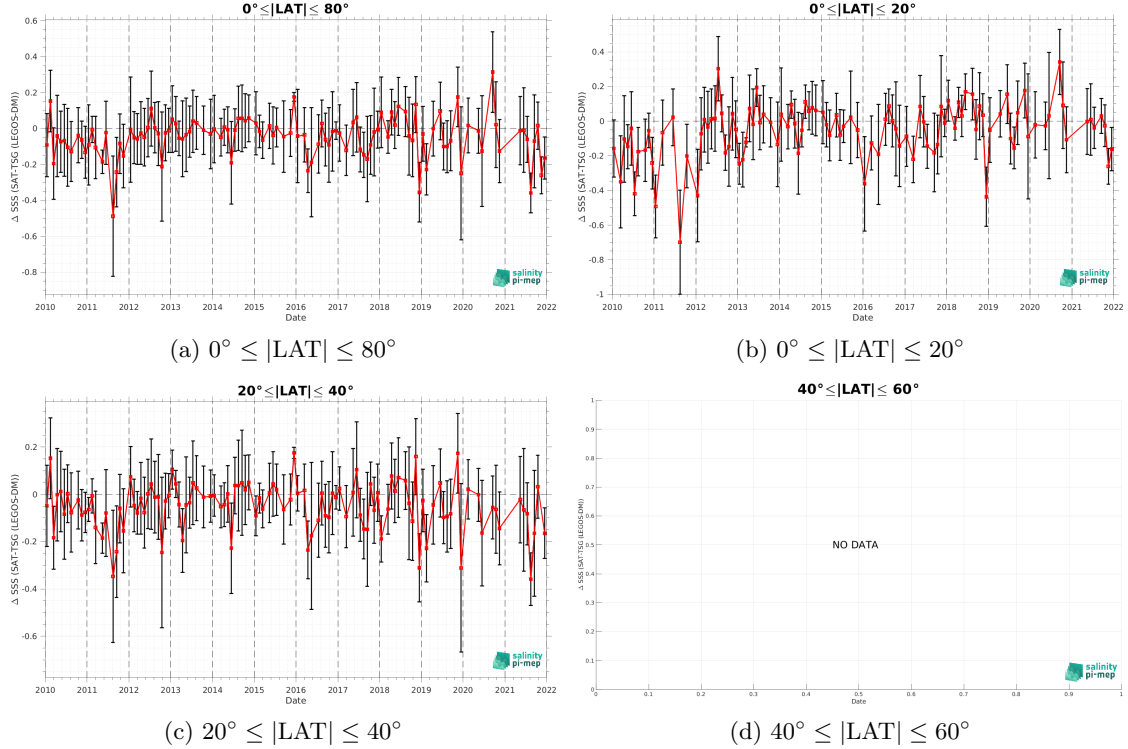 0°≤|LAT|≤ 80°
Δ SSS (SAT-TSG (LEGOS-DM))
0.6
0.4
0.2
0
-0.2
-0.4
-0.6
-0.8
2010 2011 2012 2013 2014 2015 2016 2017 2018 2019 2020 2021 2022
Date
salinity
pi-mep
(a) 0° ≤ |LAT| ≤ 80°
0°≤|LAT|≤ 20°
Δ SSS (SAT-TSG (LEGOS-DM))
0.4
0.2
0
-0.2
-0.4
-0.6
-0.8
-1
2010 2011 2012 2013 2014 2015 2016 2017 2018 2019 2020 2021 2022
Date
salinity
pi-mep
(b) 0° ≤ |LAT| ≤ 20°
20°≤|LAT|≤ 40°
Δ SSS (SAT-TSG (LEGOS-DM))
0.2
0
-0.2
-0.4
-0.6
2010 2011 2012 2013 2014 2015 2016 2017 2018 2019 2020 2021 2022
Date
salinity
pi-mep
(c) 20° ≤ |LAT| ≤ 40°
40°≤|LAT|≤ 60°
Δ SSS (SAT-TSG (LEGOS-DM))
1
0.9
0.8
0.7
0.6
0.5
0.4
0.3
0.2
0.1
0
NO DATA
0 0.1 0.2 0.3 0.4 0.5 0.6 0.7 0.8 0.9 1
Date
salinity
pi-mep
(d) 40° ≤ |LAT| ≤ 60°